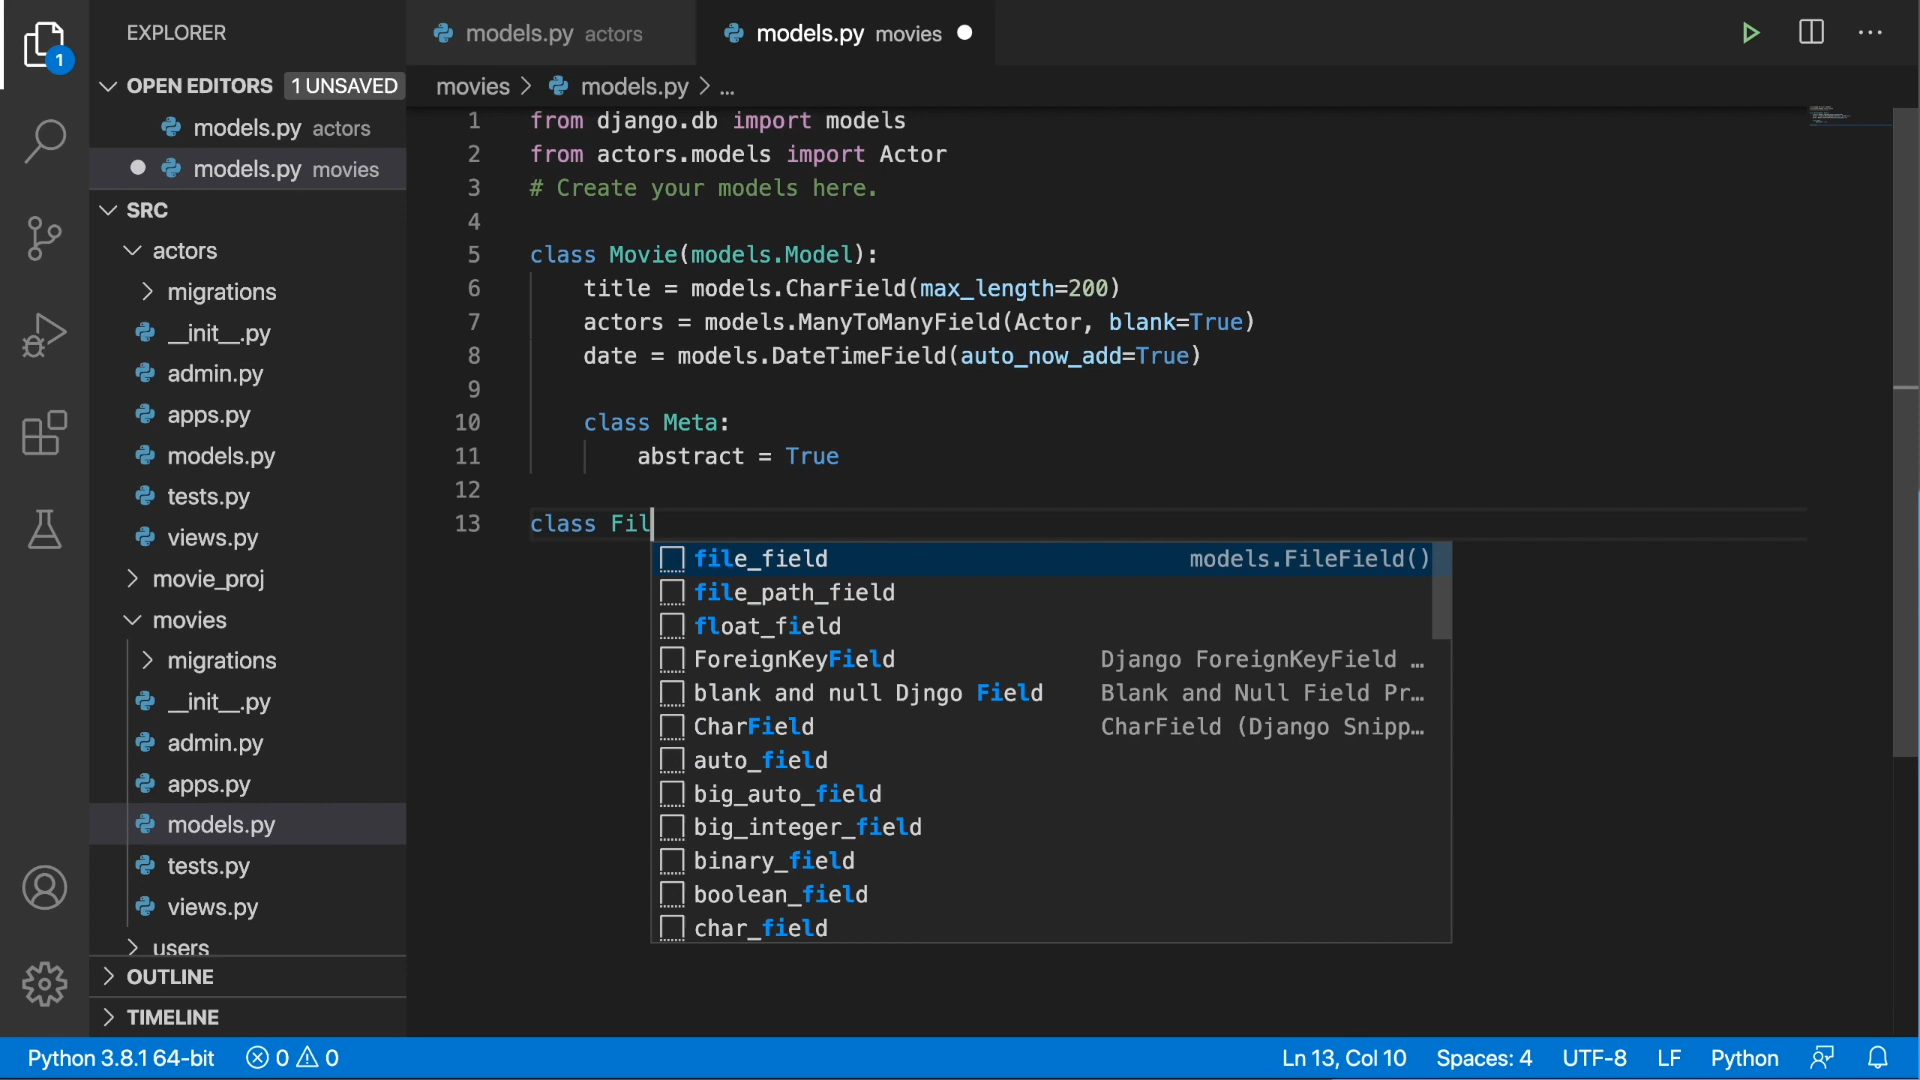 EXPLORER
1
OPEN EDITORS 1 UNSAVED
models.py actors
models.py movies
SRC
actors
migrations
__init__.py
admin.py
apps.py
models.py
tests.py
views.py
movie_proj
movies
migrations
__init__.py
admin.py
apps.py
models.py
tests.py
views.py
users
OUTLINE
TIMELINE
models.py actors
models.py movies
movies > models.py > ...
1 from django.db import models
2 from actors.models import Actor
3 # Create your models here.
4
5 class Movie(models.Model):
6 title = models.CharField(max_length=200)
7 actors = models.ManyToManyField(Actor, blank=True)
8 date = models.DateTimeField(auto_now_add=True)
9
10 class Meta:
11 abstract = True
12
13 class Fil
file_field models.FileField()
file_path_field
float_field
ForeignKeyField Django ForeignKeyField …
blank and null Djngo Field Blank and Null Field Pr…
CharField CharField (Django Snipp…
auto_field
big_auto_field
big_integer_field
binary_field
boolean_field
char_field
Python 3.8.1 64-bit 0 0 Ln 13, Col 10 Spaces: 4 UTF-8 LF Python